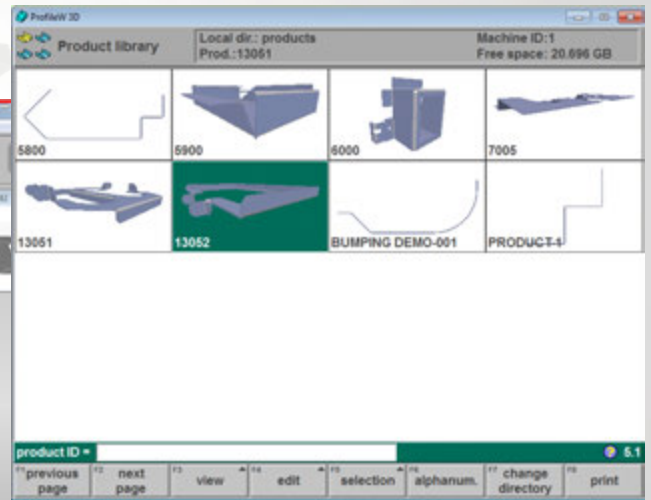 ProfileW 3D
Product library
Local dir.: products
Prod.:13051
Machine ID:1
Free space: 20.696 GB
5800
5900
6000
7005
13051
13052
BUMPING DEMO-001
PRODUCT-1
product ID =
5.1
F1 previous page
F2 next page
F3 view
F4 edit
F5 selection
F6 alphanum.
F7 change directory
F8 print